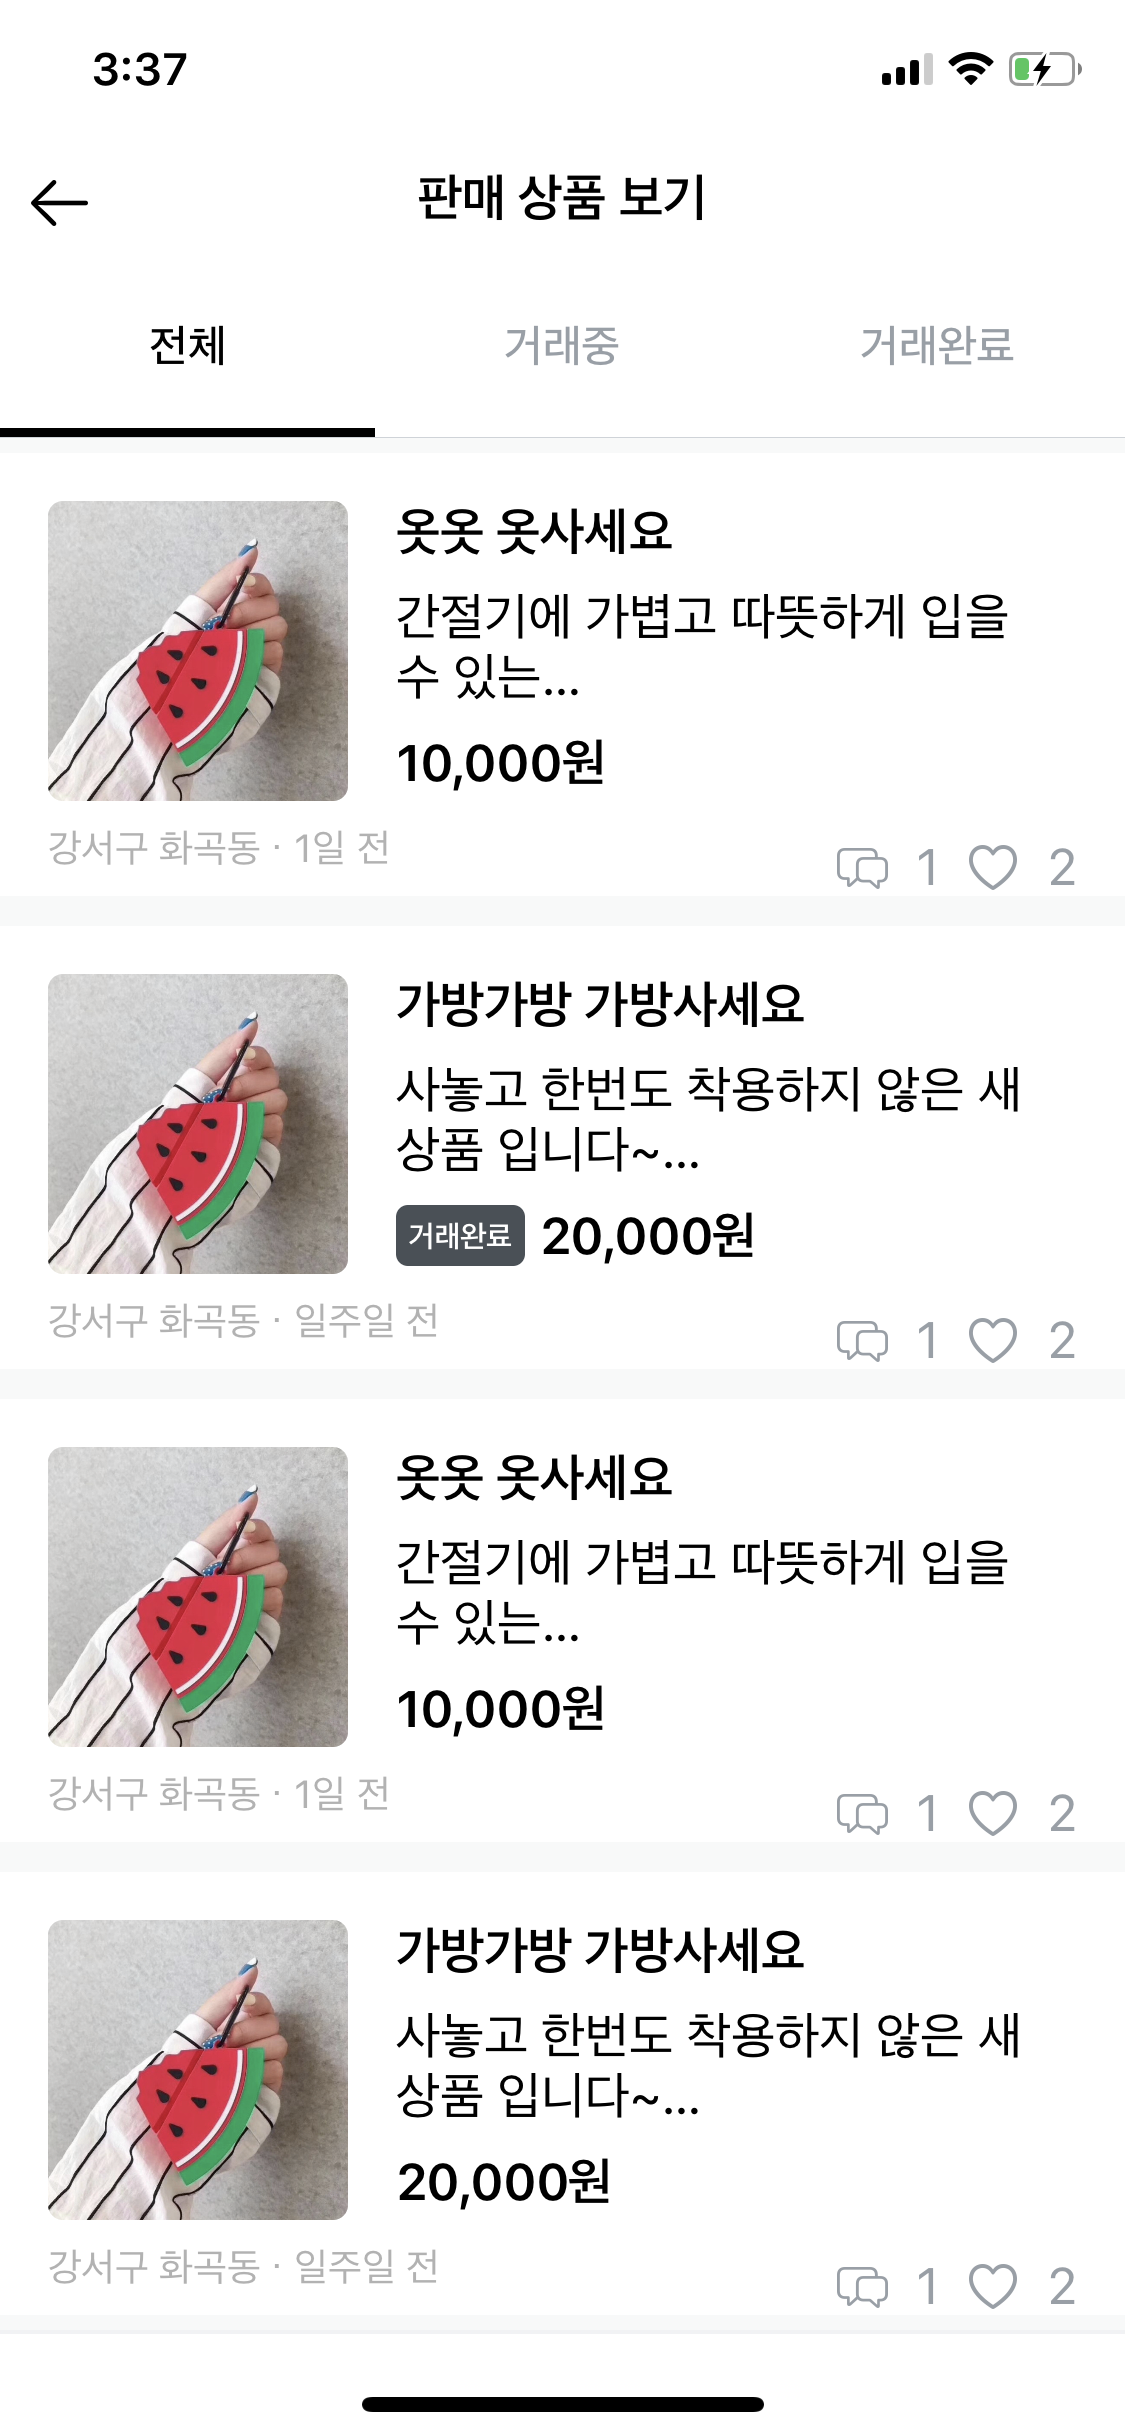 3:37
판매 상품 보기
전체 거래중 거래완료
옷옷 옷사세요
간절기에 가볍고 따뜻하게 입을
수 있는...
10,000원
강서구 화곡동 · 1일 전
1 2
가방가방 가방사세요
사놓고 한번도 착용하지 않은 새
상품 입니다~...
거래완료 20,000원
강서구 화곡동 · 일주일 전
1 2
옷옷 옷사세요
간절기에 가볍고 따뜻하게 입을
수 있는...
10,000원
강서구 화곡동 · 1일 전
1 2
가방가방 가방사세요
사놓고 한번도 착용하지 않은 새
상품 입니다~...
20,000원
강서구 화곡동 · 일주일 전
1 2